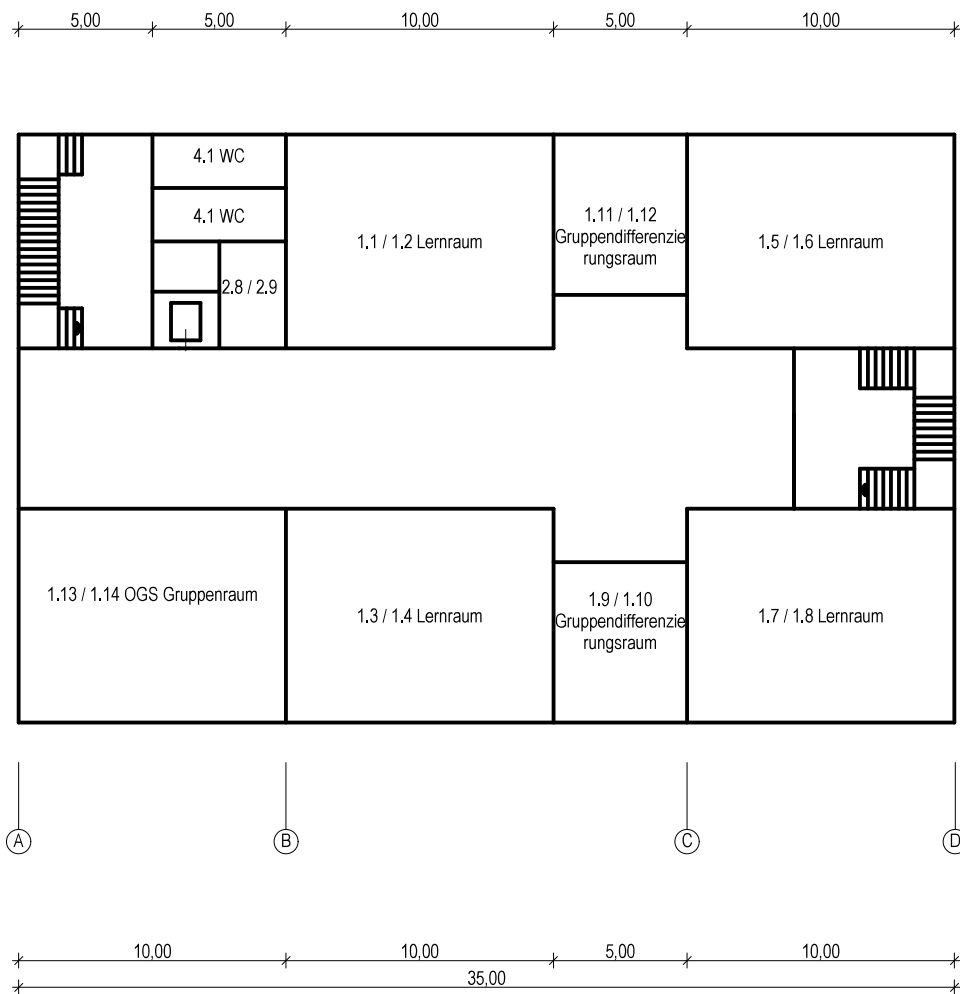 5,00 5,00 10,00 5,00 10,00
4.1 WC
4.1 WC
2.8 / 2.9
1.1 / 1.2 Lernraum
1.11 / 1.12
Gruppendifferenzie
rungsraum
1.5 / 1.6 Lernraum
1.13 / 1.14 OGS Gruppenraum
1.3 / 1.4 Lernraum
1.9 / 1.10
Gruppendifferenzie
rungsraum
1.7 / 1.8 Lernraum
A B C D
10,00 10,00 5,00 10,00
35,00